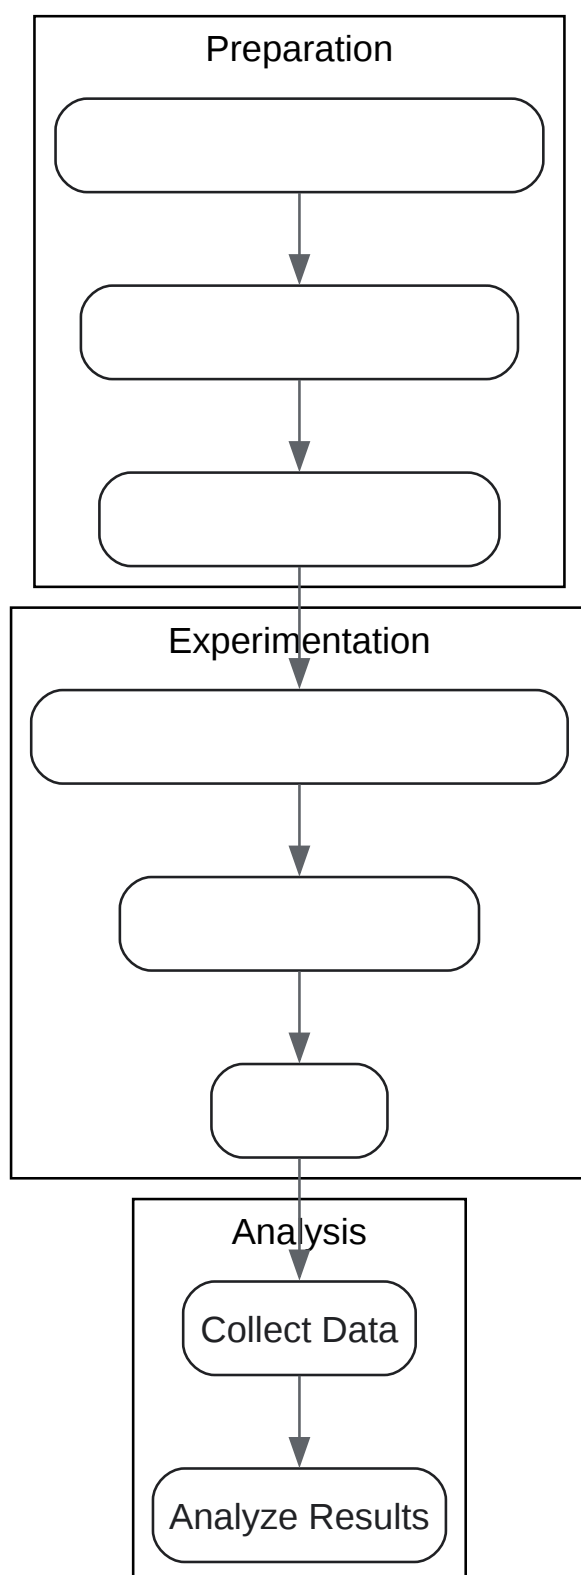 Preparation
Experimentation
Analysis
Collect Data
Analyze Results